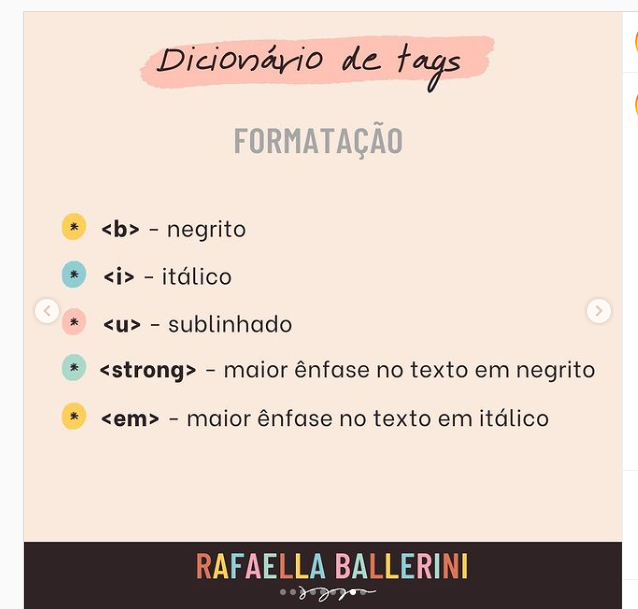 Dicionário de tags
FORMATAÇÃO
* <b> - negrito
* <i> - itálico
* <u> - sublinhado
* <strong> - maior ênfase no texto em negrito
* <em> - maior ênfase no texto em itálico
RAFAELLA BALLERINI